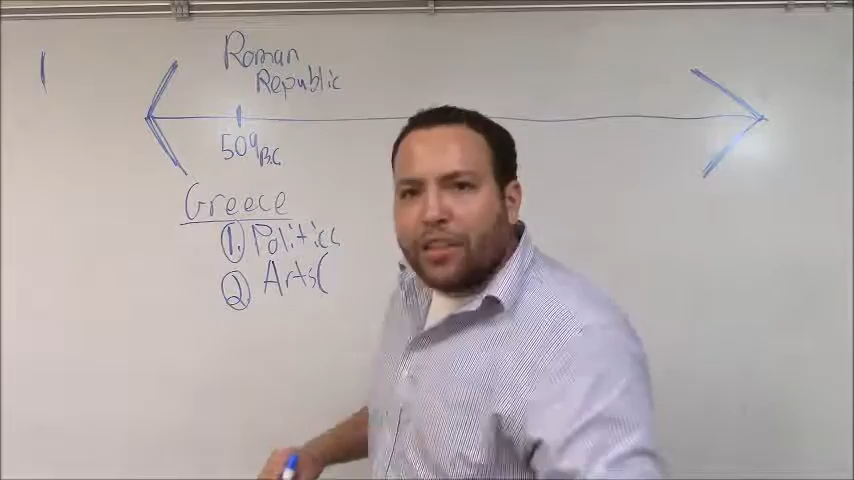 Roman
Republic
509 B.C
Greece
1. Politics
2 Arts(